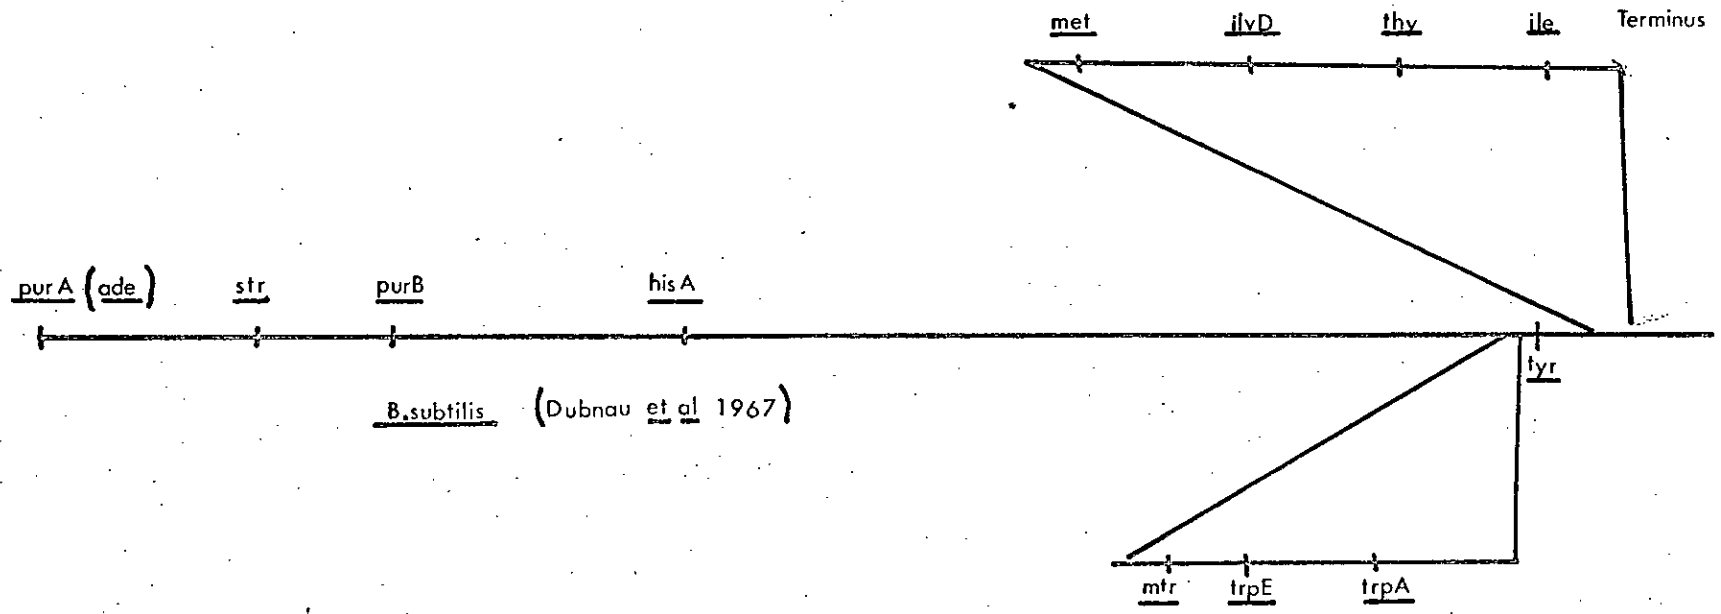 met ilvD thy ile Terminus
purA (ade) str purB hisA
tyr
B.subtilis (Dubnau et al 1967)
mtr trpE trpA